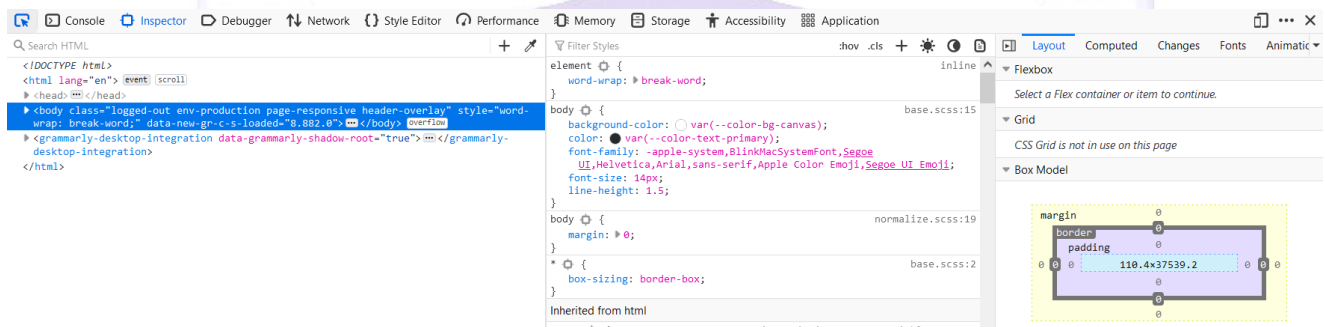 Console Inspector Debugger Network Style Editor Performance Memory Storage Accessibility Application
Search HTML
<!DOCTYPE html>
<html lang="en"> event scroll
<head> </head>
<body class="logged-out env-production page-responsive header-overlay" style="word-
wrap: break-word;" data-new-gr-c-s-loaded="8.882.0"> </body> overflow
<grammarly-desktop-integration data-grammarly-shadow-root="true"> </grammarly-
desktop-integration>
</html>
Filter Styles :hov .cls
element { inline
word-wrap: break-word;
}
body { base.scss:15
background-color: var(--color-bg-canvas);
color: var(--color-text-primary);
font-family: -apple-system,BlinkMacSystemFont,Segoe
UI,Helvetica,Arial,sans-serif,Apple Color Emoji,Segoe UI Emoji;
font-size: 14px;
line-height: 1.5;
}
body { normalize.scss:19
margin: 0;
}
* { base.scss:2
box-sizing: border-box;
}
Inherited from html
Layout Computed Changes Fonts Animatic
Flexbox
Select a Flex container or item to continue.
Grid
CSS Grid is not in use on this page
Box Model
margin 0
border 0
padding 0
0 0 0 110.4×37539.2 0 0 0
0
0
0